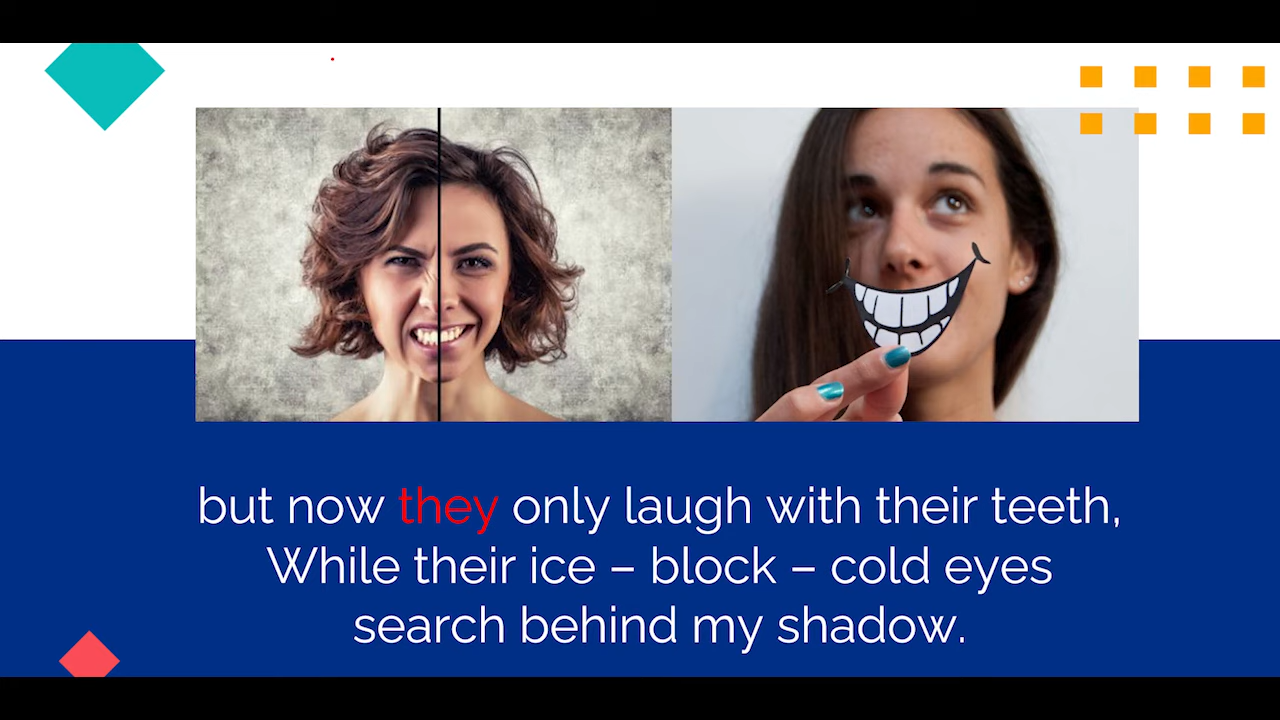 but now they only laugh with their teeth,
While their ice – block – cold eyes
search behind my shadow.